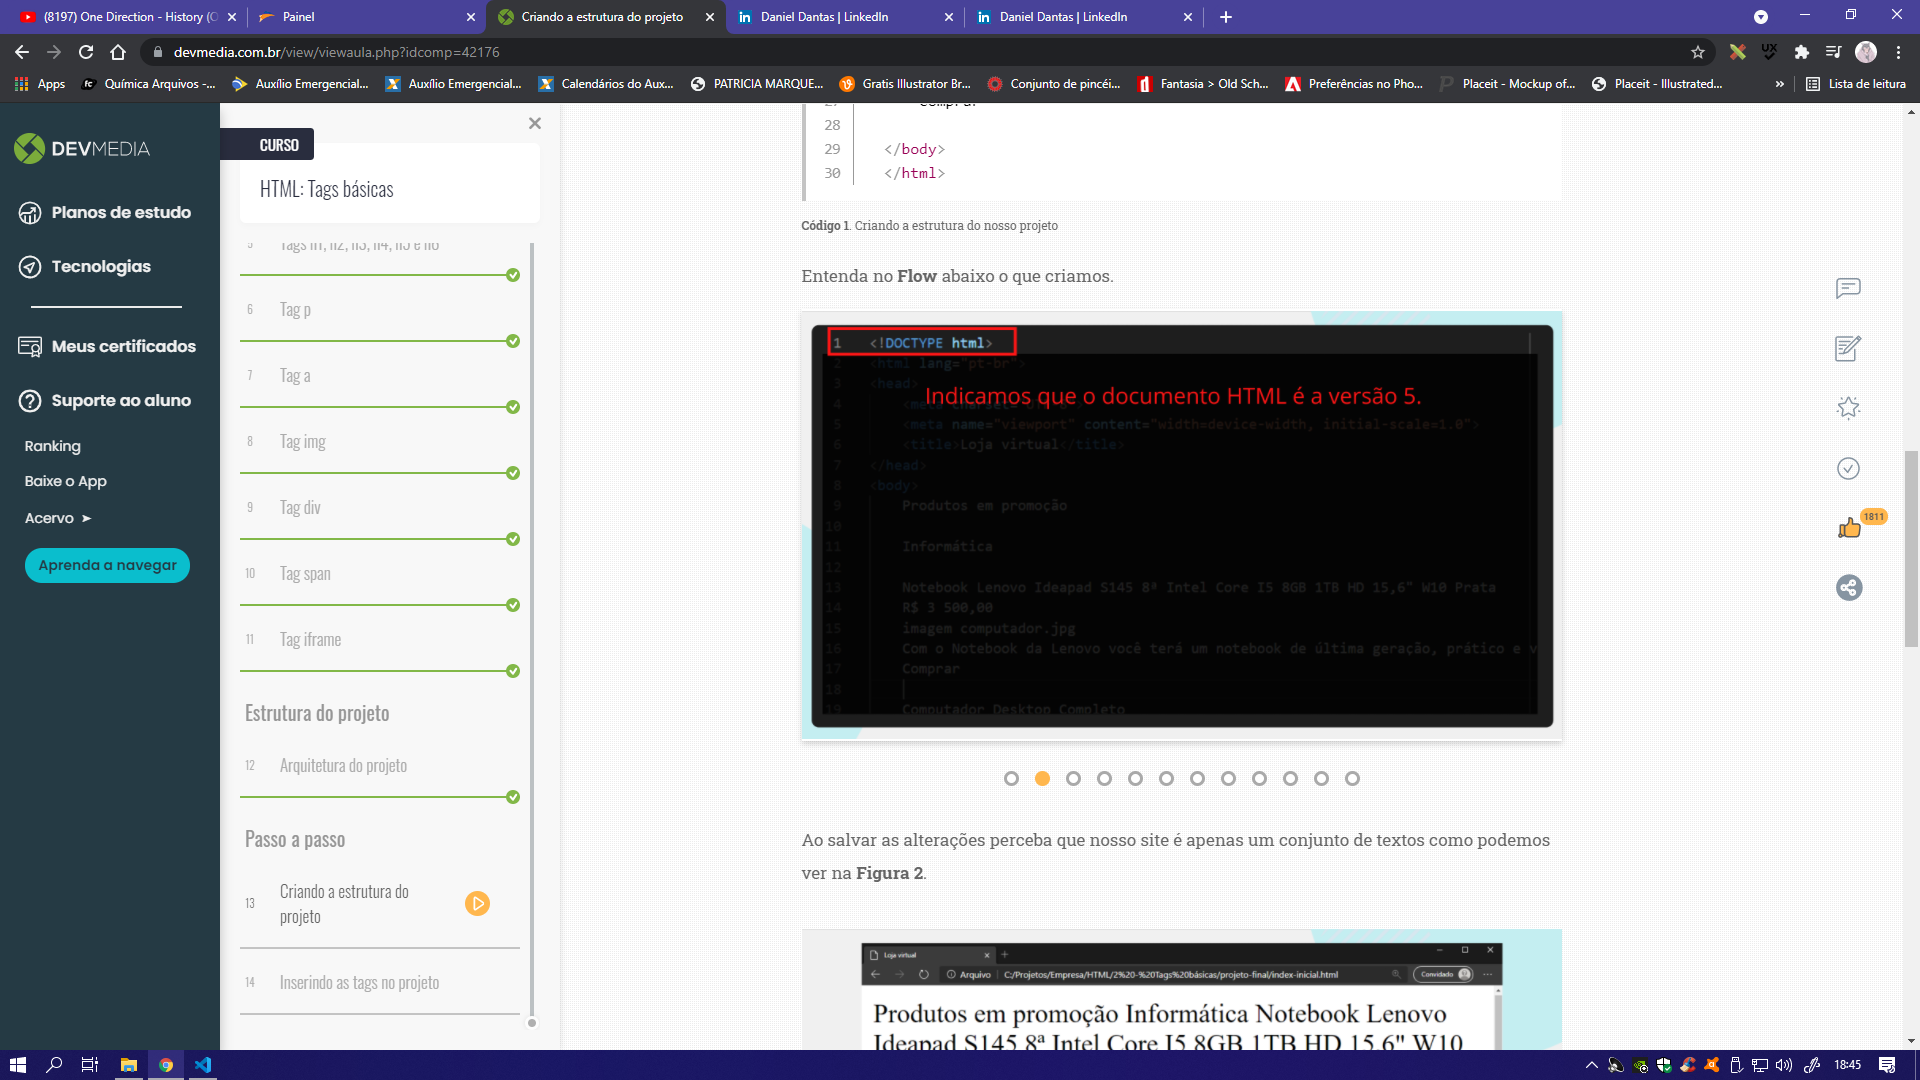 (8197) One Direction - History (O
Painel
Criando a estrutura do projeto
Daniel Dantas | LinkedIn
Daniel Dantas | LinkedIn
devmedia.com.br/view/viewaula.php?idcomp=42176
Apps
Química Arquivos -...
Auxílio Emergencial...
Auxílio Emergencial...
Calendários do Aux...
PATRICIA MARQUE...
Gratis Illustrator Br...
Conjunto de pincéi...
Fantasia > Old Sch...
Preferências no Pho...
Placeit - Mockup of...
Placeit - Illustrated...
»
Lista de leitura
DEVMEDIA
Planos de estudo
Tecnologias
Meus certificados
Suporte ao aluno
Ranking
Baixe o App
Acervo ➤
Aprenda a navegar
CURSO
HTML: Tags básicas
5 Tags h1, h2, h3, h4, h5 e h6
6 Tag p
7 Tag a
8 Tag img
9 Tag div
10 Tag span
11 Tag iframe
Estrutura do projeto
12 Arquitetura do projeto
Passo a passo
13 Criando a estrutura do
projeto
14 Inserindo as tags no projeto
27 Comprar
28
29 </body>
30 </html>
Código 1. Criando a estrutura do nosso projeto
Entenda no Flow abaixo o que criamos.
1 <!DOCTYPE html>
2 <html lang="pt-br">
3 <head>
Indicamos que o documento HTML é a versão 5.
4 <meta charset=
5 <meta name="viewport" content="width=device-width, initial-scale=1.0">
6 <title>Loja virtual</title>
7 </head>
8 <body>
9 Produtos em promoção
10
11 Informática
12
13 Notebook Lenovo Ideapad S145 8ª Intel Core I5 8GB 1TB HD 15,6" W10 Prata
14 R$ 3 500,00
15 imagem computador.jpg
16 Com o Notebook da Lenovo você terá um notebook de última geração, prático e v
17 Comprar
18
19 Computador Desktop Completo
Ao salvar as alterações perceba que nosso site é apenas um conjunto de textos como podemos
ver na Figura 2.
Loja virtual
Arquivo
C:/Projetos/Empresa/HTML/2%20-%20Tags%20básicas/projeto-final/index-inicial.html
Convidado
Produtos em promoção Informática Notebook Lenovo
Ideapad S145 8ª Intel Core I5 8GB 1TB HD 15,6" W10
1811
18:45